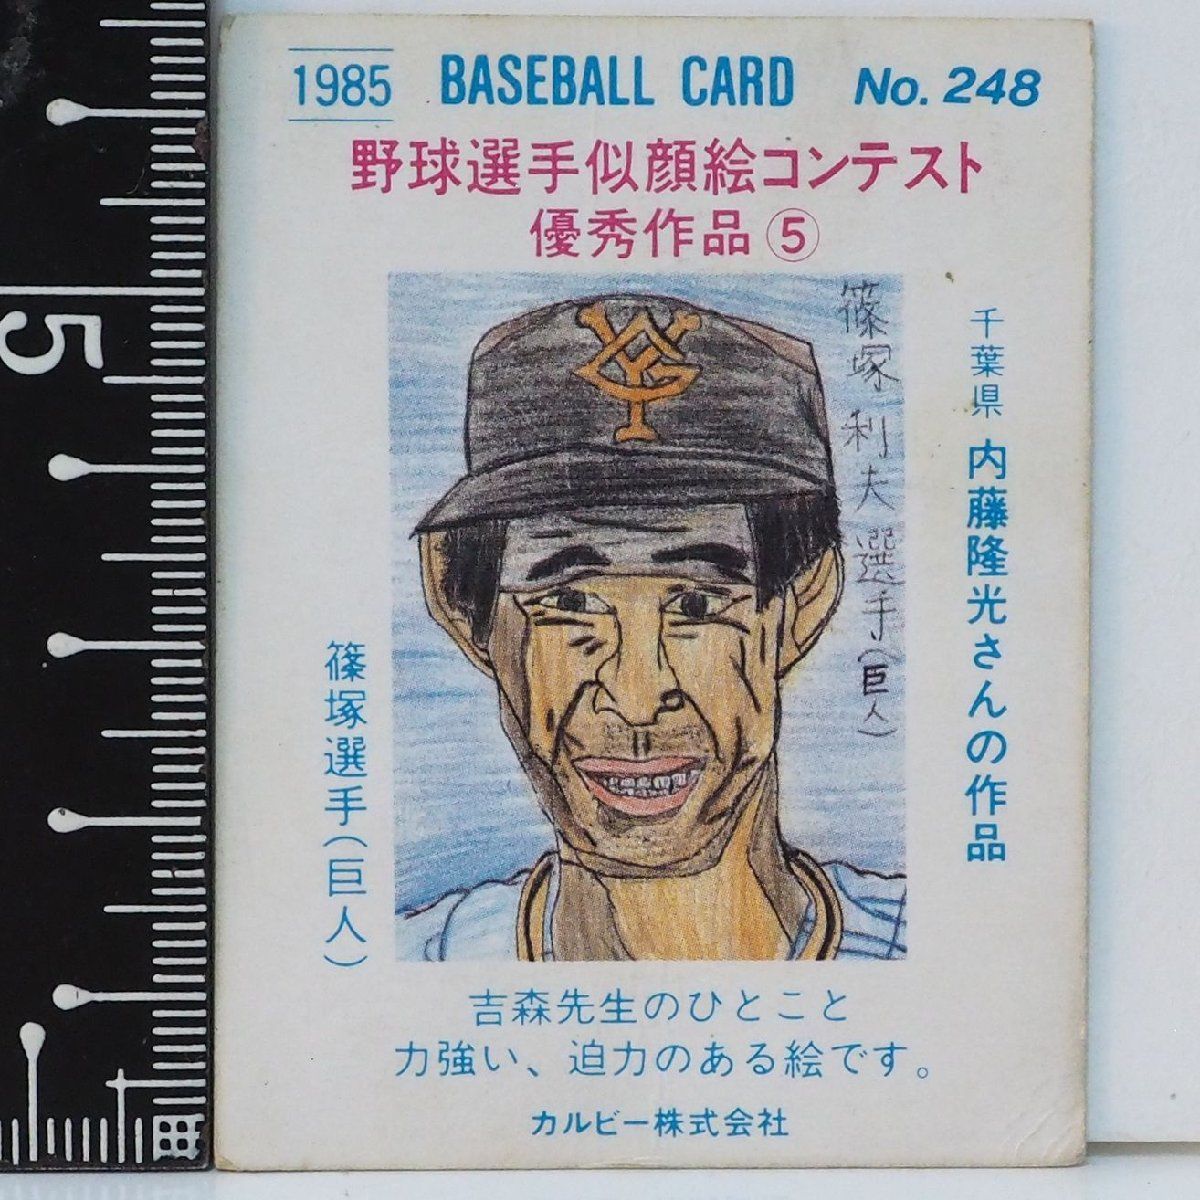 1985 BASEBALL CARD No. 248
野球選手似顔絵コンテスト
優秀作品⑤
千葉県 内藤隆光さんの作品
篠塚利夫選手(巨人)
篠塚選手(巨人)
吉森先生のひとこと
力強い、迫力のある絵です。
カルビー株式会社
5
YG